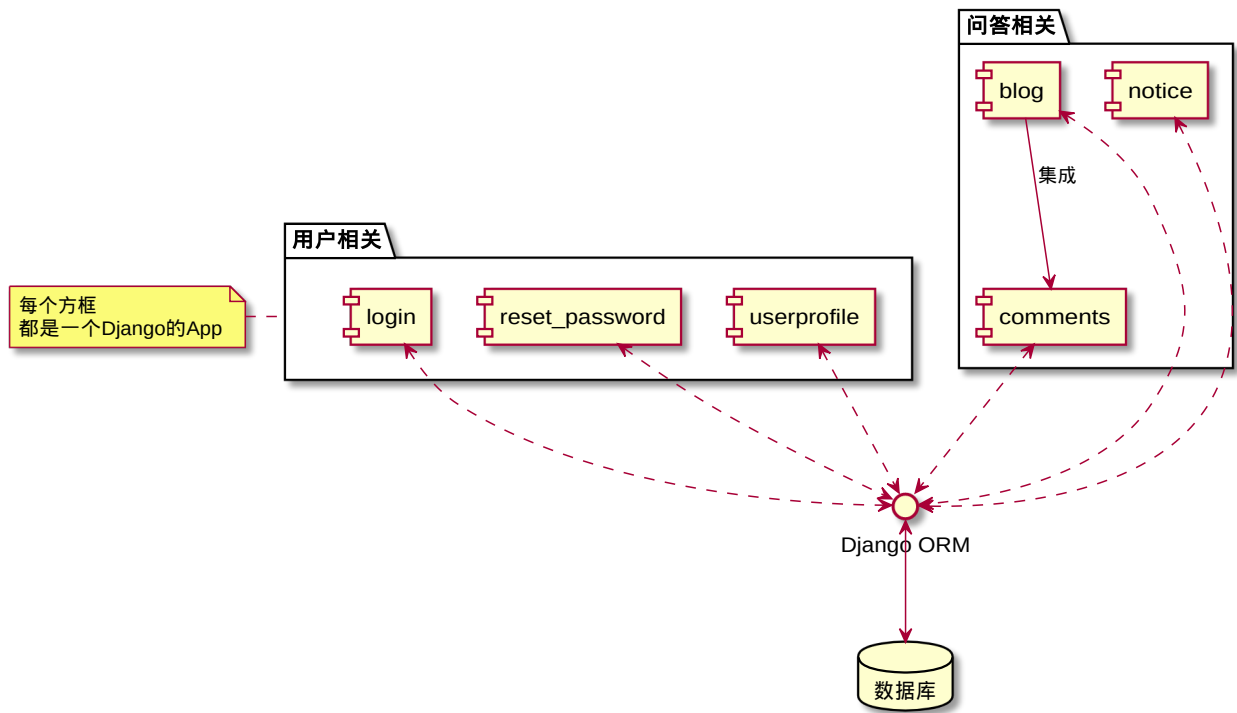 问答相关
blog
notice
集成
comments
用户相关
每个方框
都是一个Django的App
login
reset_password
userprofile
Django ORM
数据库